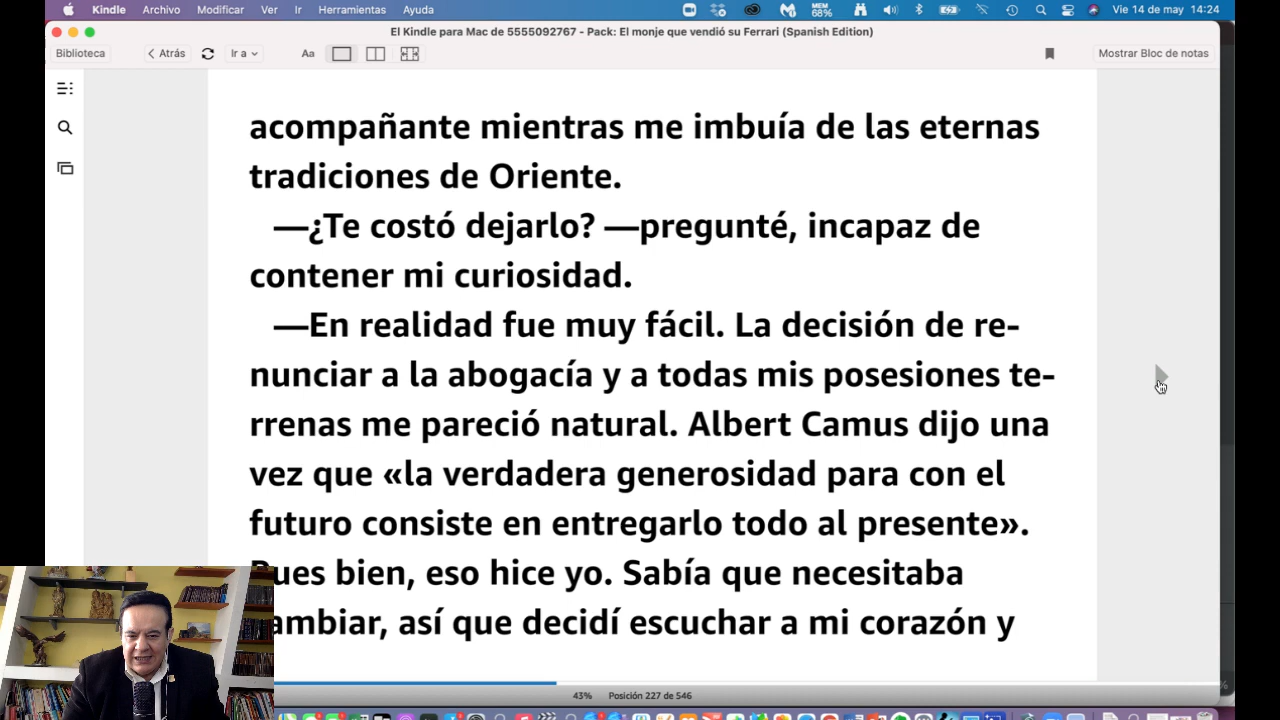 Kindle Archivo Modificar Ver Ir Herramientas Ayuda MEM 68% Vie 14 de may 14:24
El Kindle para Mac de 5555092767 - Pack: El monje que vendió su Ferrari (Spanish Edition)
Biblioteca Atrás Ir a Aa Mostrar Bloc de notas
acompañante mientras me imbuía de las eternas
tradiciones de Oriente.
—¿Te costó dejarlo? —pregunté, incapaz de
contener mi curiosidad.
—En realidad fue muy fácil. La decisión de re-
nunciar a la abogacía y a todas mis posesiones te-
rrenas me pareció natural. Albert Camus dijo una
vez que «la verdadera generosidad para con el
futuro consiste en entregarlo todo al presente».
Pues bien, eso hice yo. Sabía que necesitaba
cambiar, así que decidí escuchar a mi corazón y
43% Posición 227 de 546